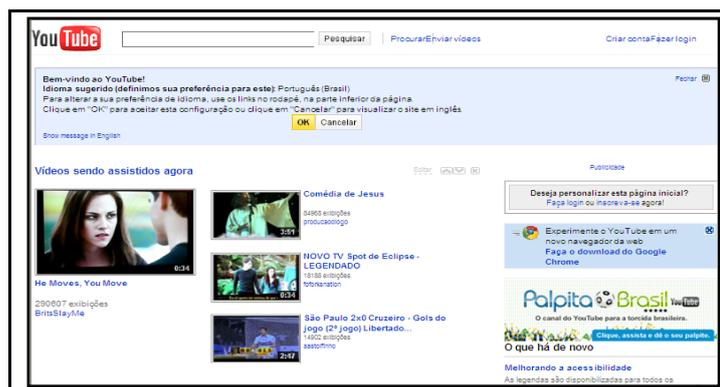 YouTube
Pesquisar
ProcurarEnviar vídeos
Criar contaFazer login
Bem-vindo ao YouTube!
Fechar
Idioma sugerido (definimos sua preferência para este): Português (Brasil)
Para alterar a sua preferência de idioma, use os links no rodapé, na parte inferior da página.
Clique em "OK" para aceitar esta configuração ou clique em "Cancelar" para visualizar o site em inglês.
OK Cancelar
Show message in English
Vídeos sendo assistidos agora
Editar
0:34
He Moves, You Move
290607 exibições
BritsSlayMe
3:51
Comédia de Jesus
84968 exibições
producaologo
0:34
NOVO TV Spot de Eclipse -
LEGENDADO
18188 exibições
foforksnation
2:47
São Paulo 2x0 Cruzeiro - Gols do
jogo (2º jogo) Libertado...
14902 exibições
Publicidade
Deseja personalizar esta página inicial?
Faça login ou inscreva-se agora!
Experimente o YouTube em um
novo navegador da web
Faça o download do Google
Chrome
Palpita Brasil YouTube
O canal do YouTube para a torcida brasileira.
Clique, assista e dê o seu palpite.
O que há de novo
Melhorando a acessibilidade
As legendas são disponibilizadas para todos os